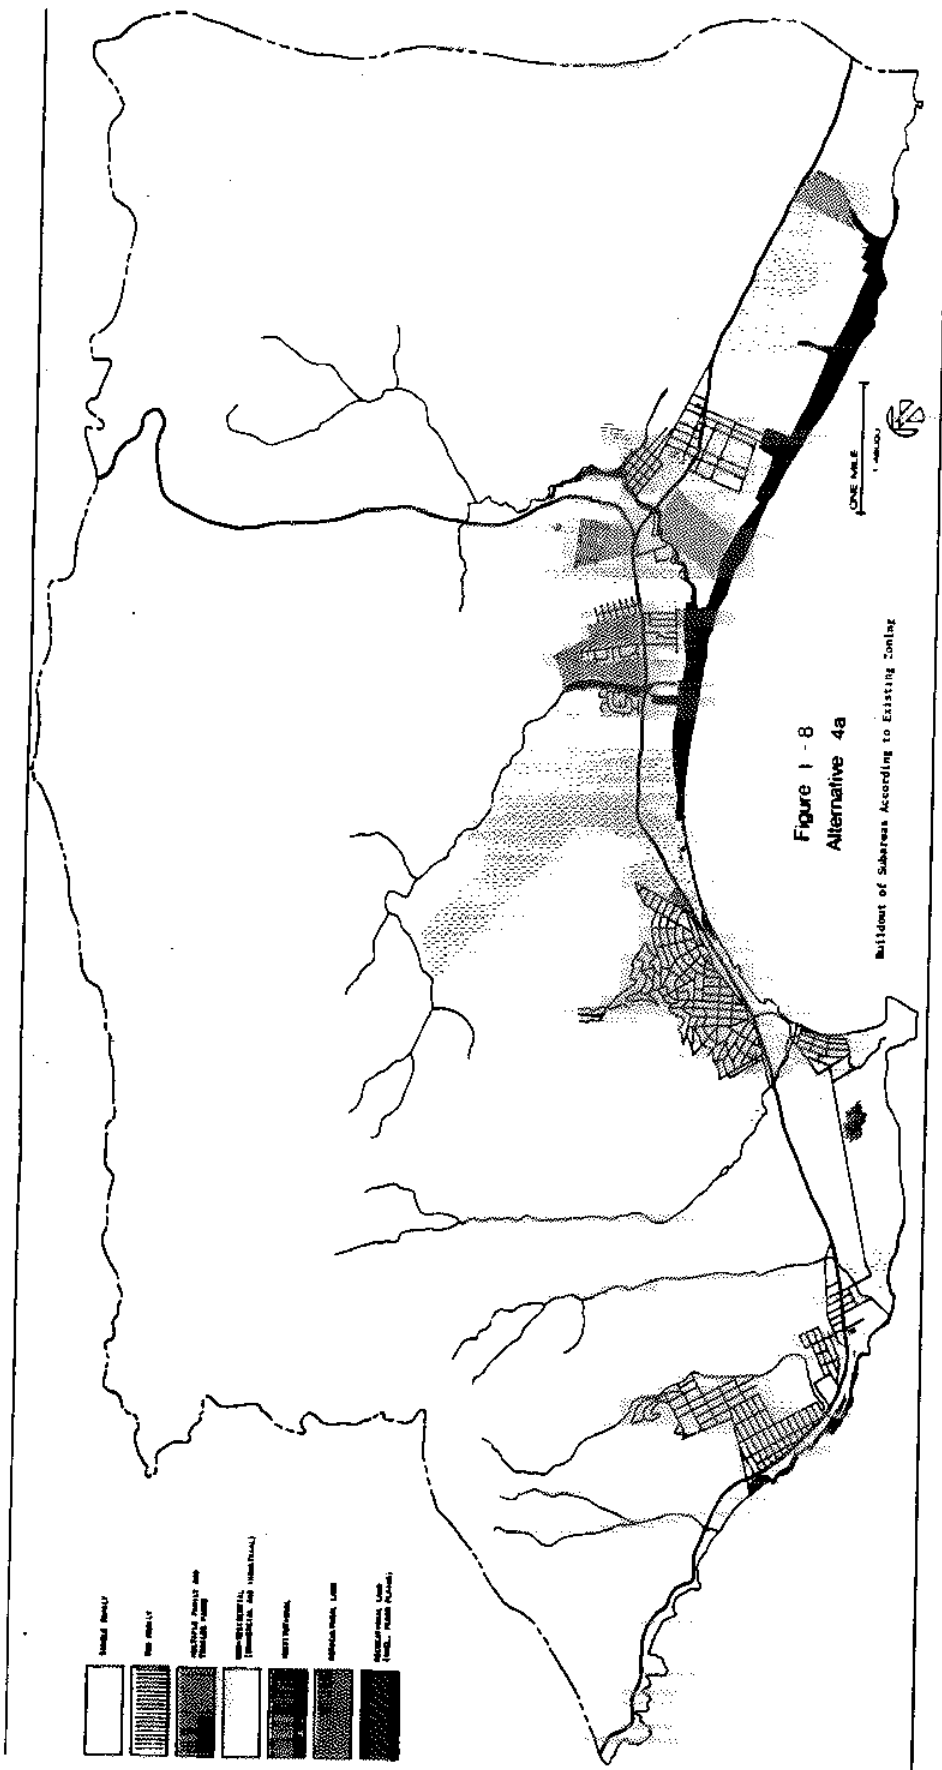 Figure 1 - 8
Alternative 4a
Buildout of Subareas According to Existing Zoning
ONE MILE
SINGLE FAMILY
TWO FAMILY
MULTIPLE FAMILY AND
TRAILER PARKS
NON-RESIDENTIAL
(COMMERCIAL AND INDUSTRIAL)
INSTITUTIONAL
AGRICULTURAL LAND
RECREATIONAL LAND